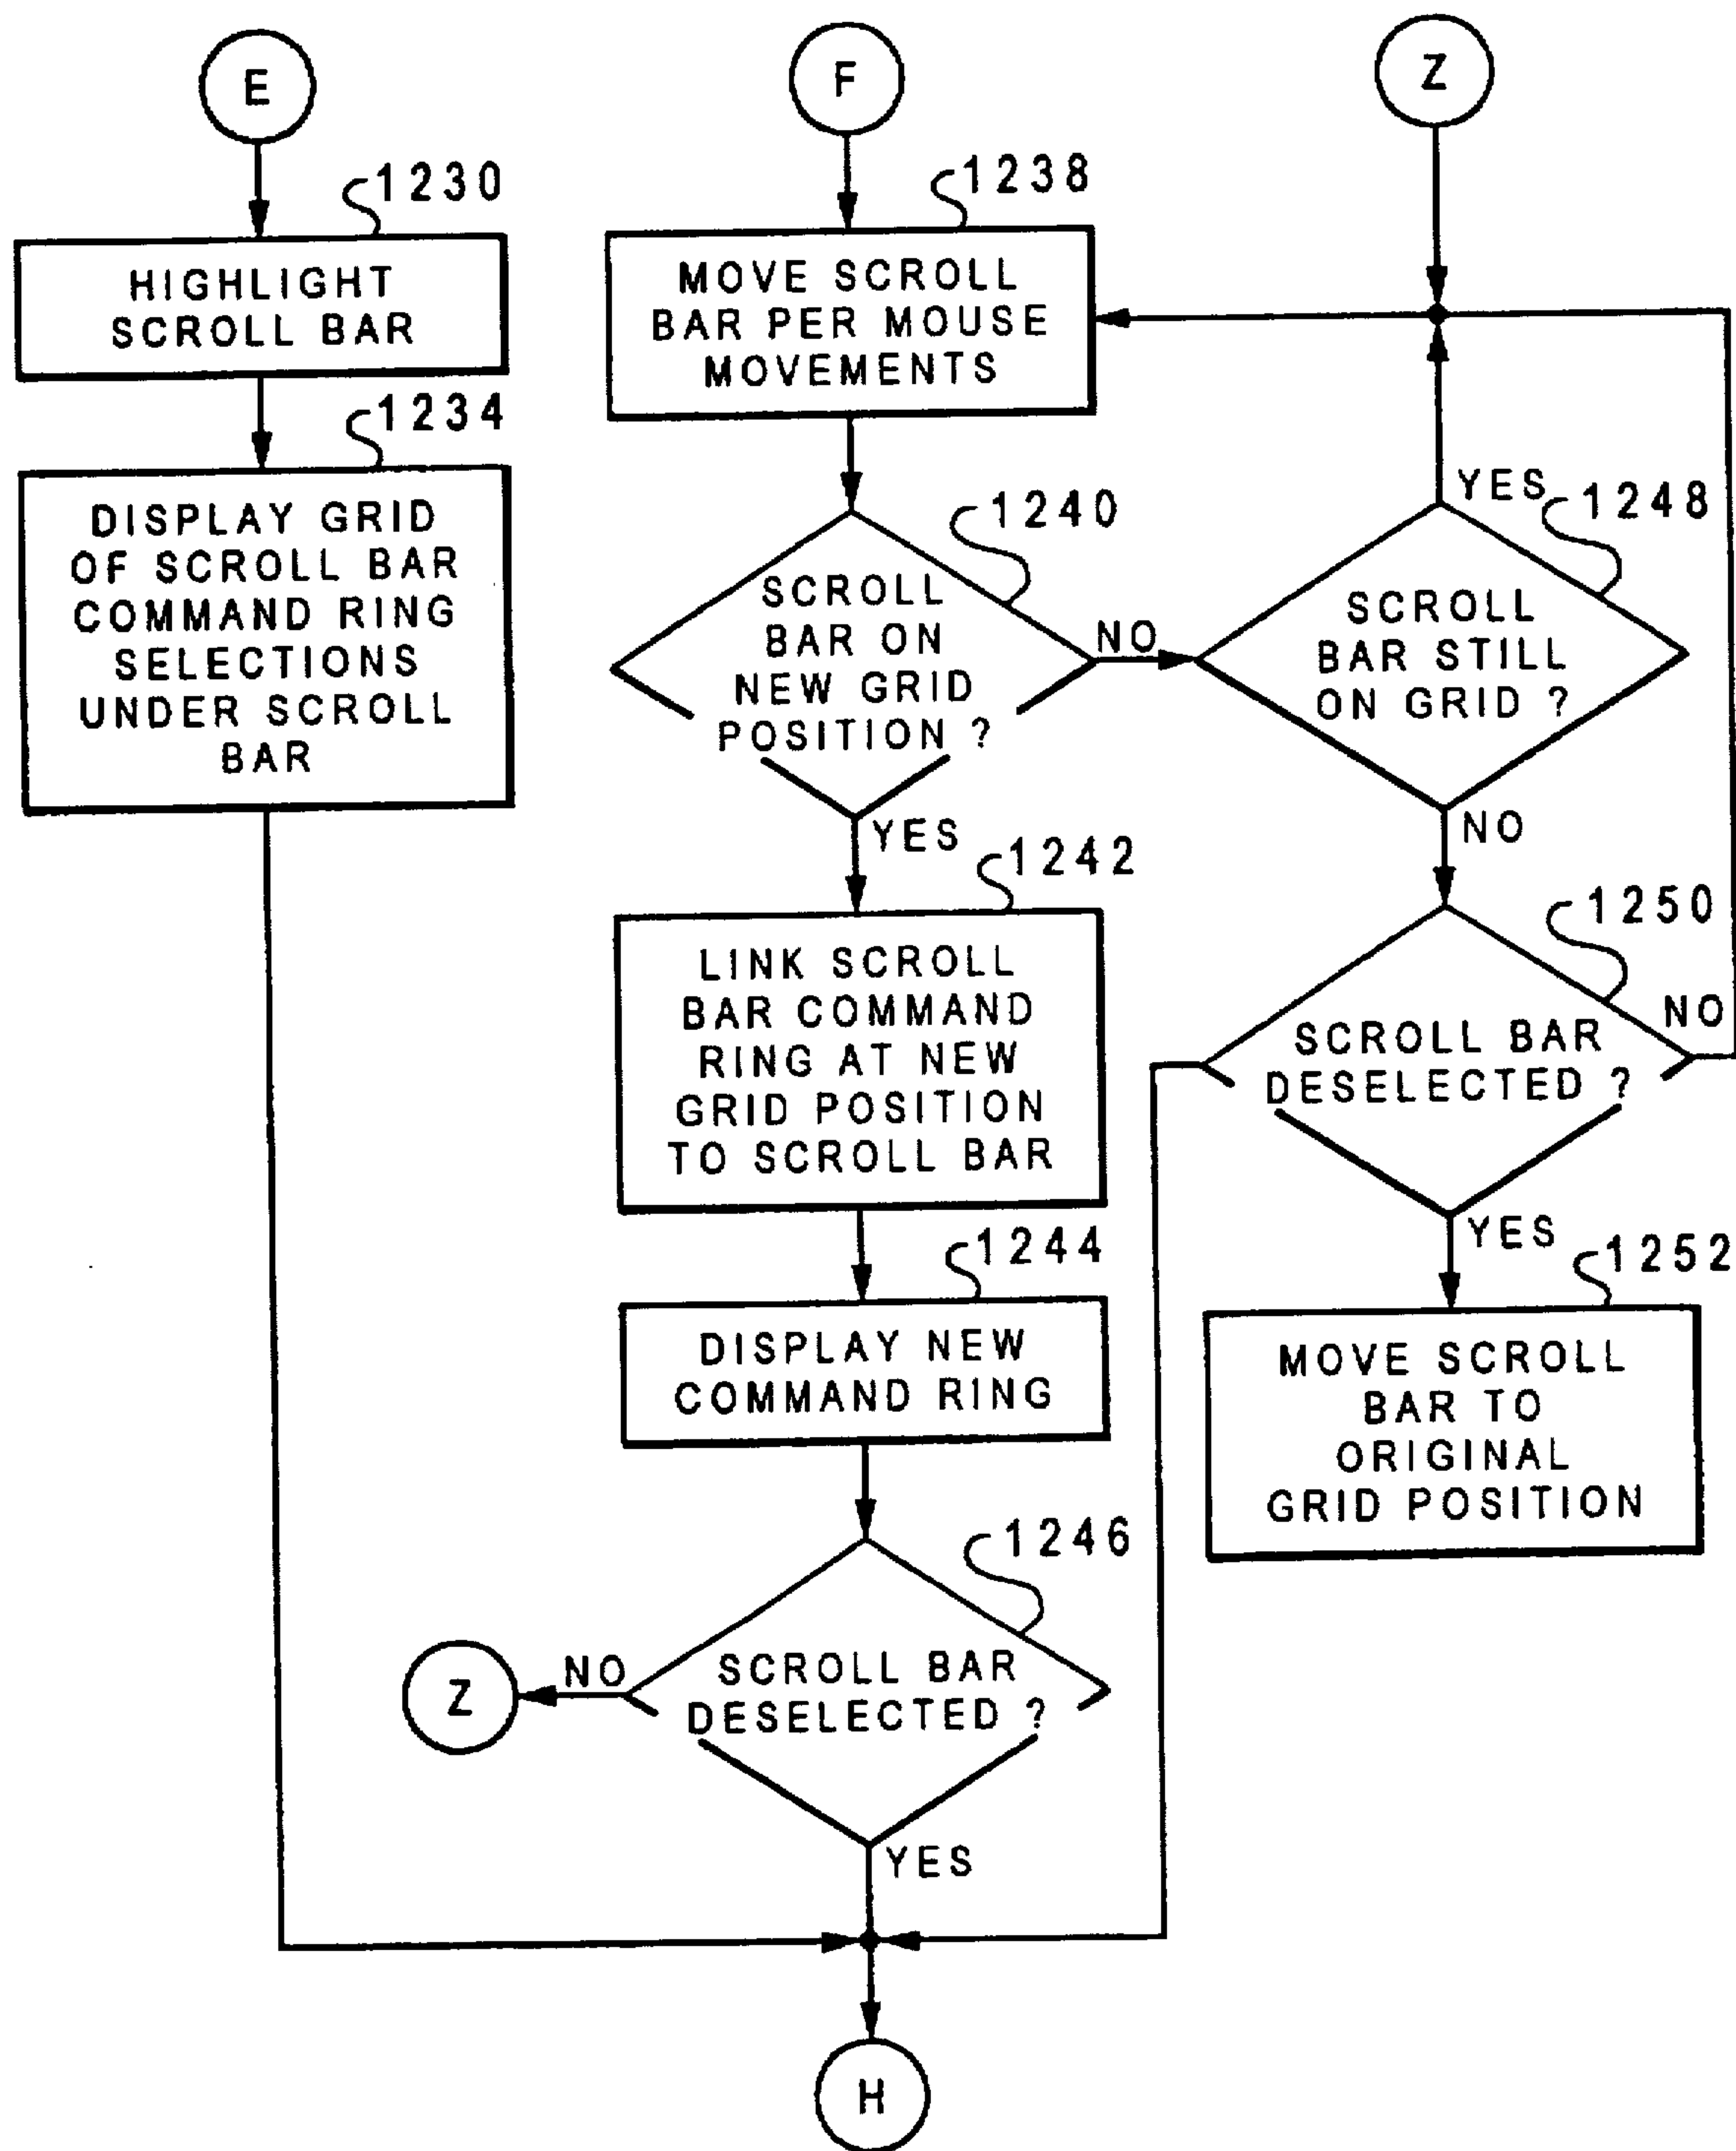 E
1230
HIGHLIGHT
SCROLL BAR
1234
DISPLAY GRID
OF SCROLL BAR
COMMAND RING
SELECTIONS
UNDER SCROLL
BAR
F
1238
MOVE SCROLL
BAR PER MOUSE
MOVEMENTS
1240
SCROLL
BAR ON
NEW GRID
POSITION ?
NO
YES
1242
LINK SCROLL
BAR COMMAND
RING AT NEW
GRID POSITION
TO SCROLL BAR
1244
DISPLAY NEW
COMMAND RING
1246
SCROLL BAR
DESELECTED ?
NO
Z
YES
H
Z
YES
1248
SCROLL
BAR STILL
ON GRID ?
NO
1250
SCROLL BAR
DESELECTED ?
NO
YES
1252
MOVE SCROLL
BAR TO
ORIGINAL
GRID POSITION